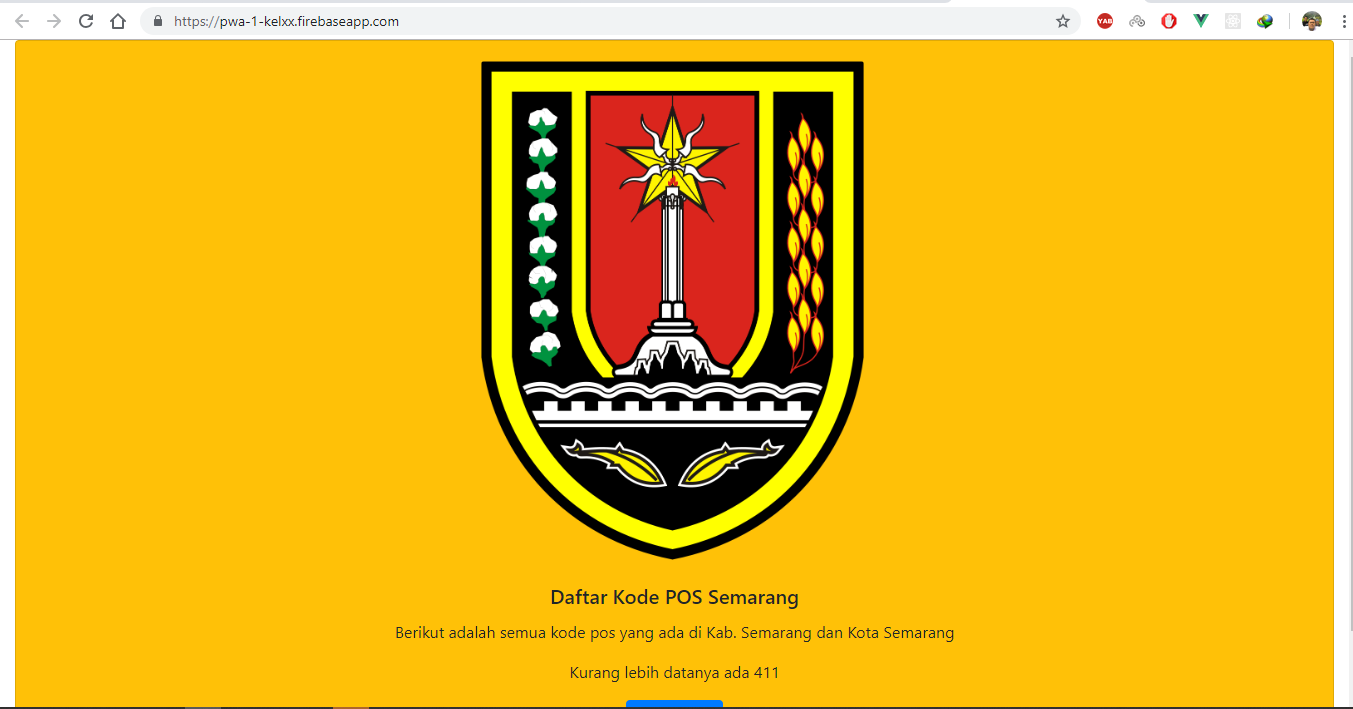 https://pwa-1-kelxx.firebaseapp.com
YAB
Daftar Kode POS Semarang
Berikut adalah semua kode pos yang ada di Kab. Semarang dan Kota Semarang
Kurang lebih datanya ada 411